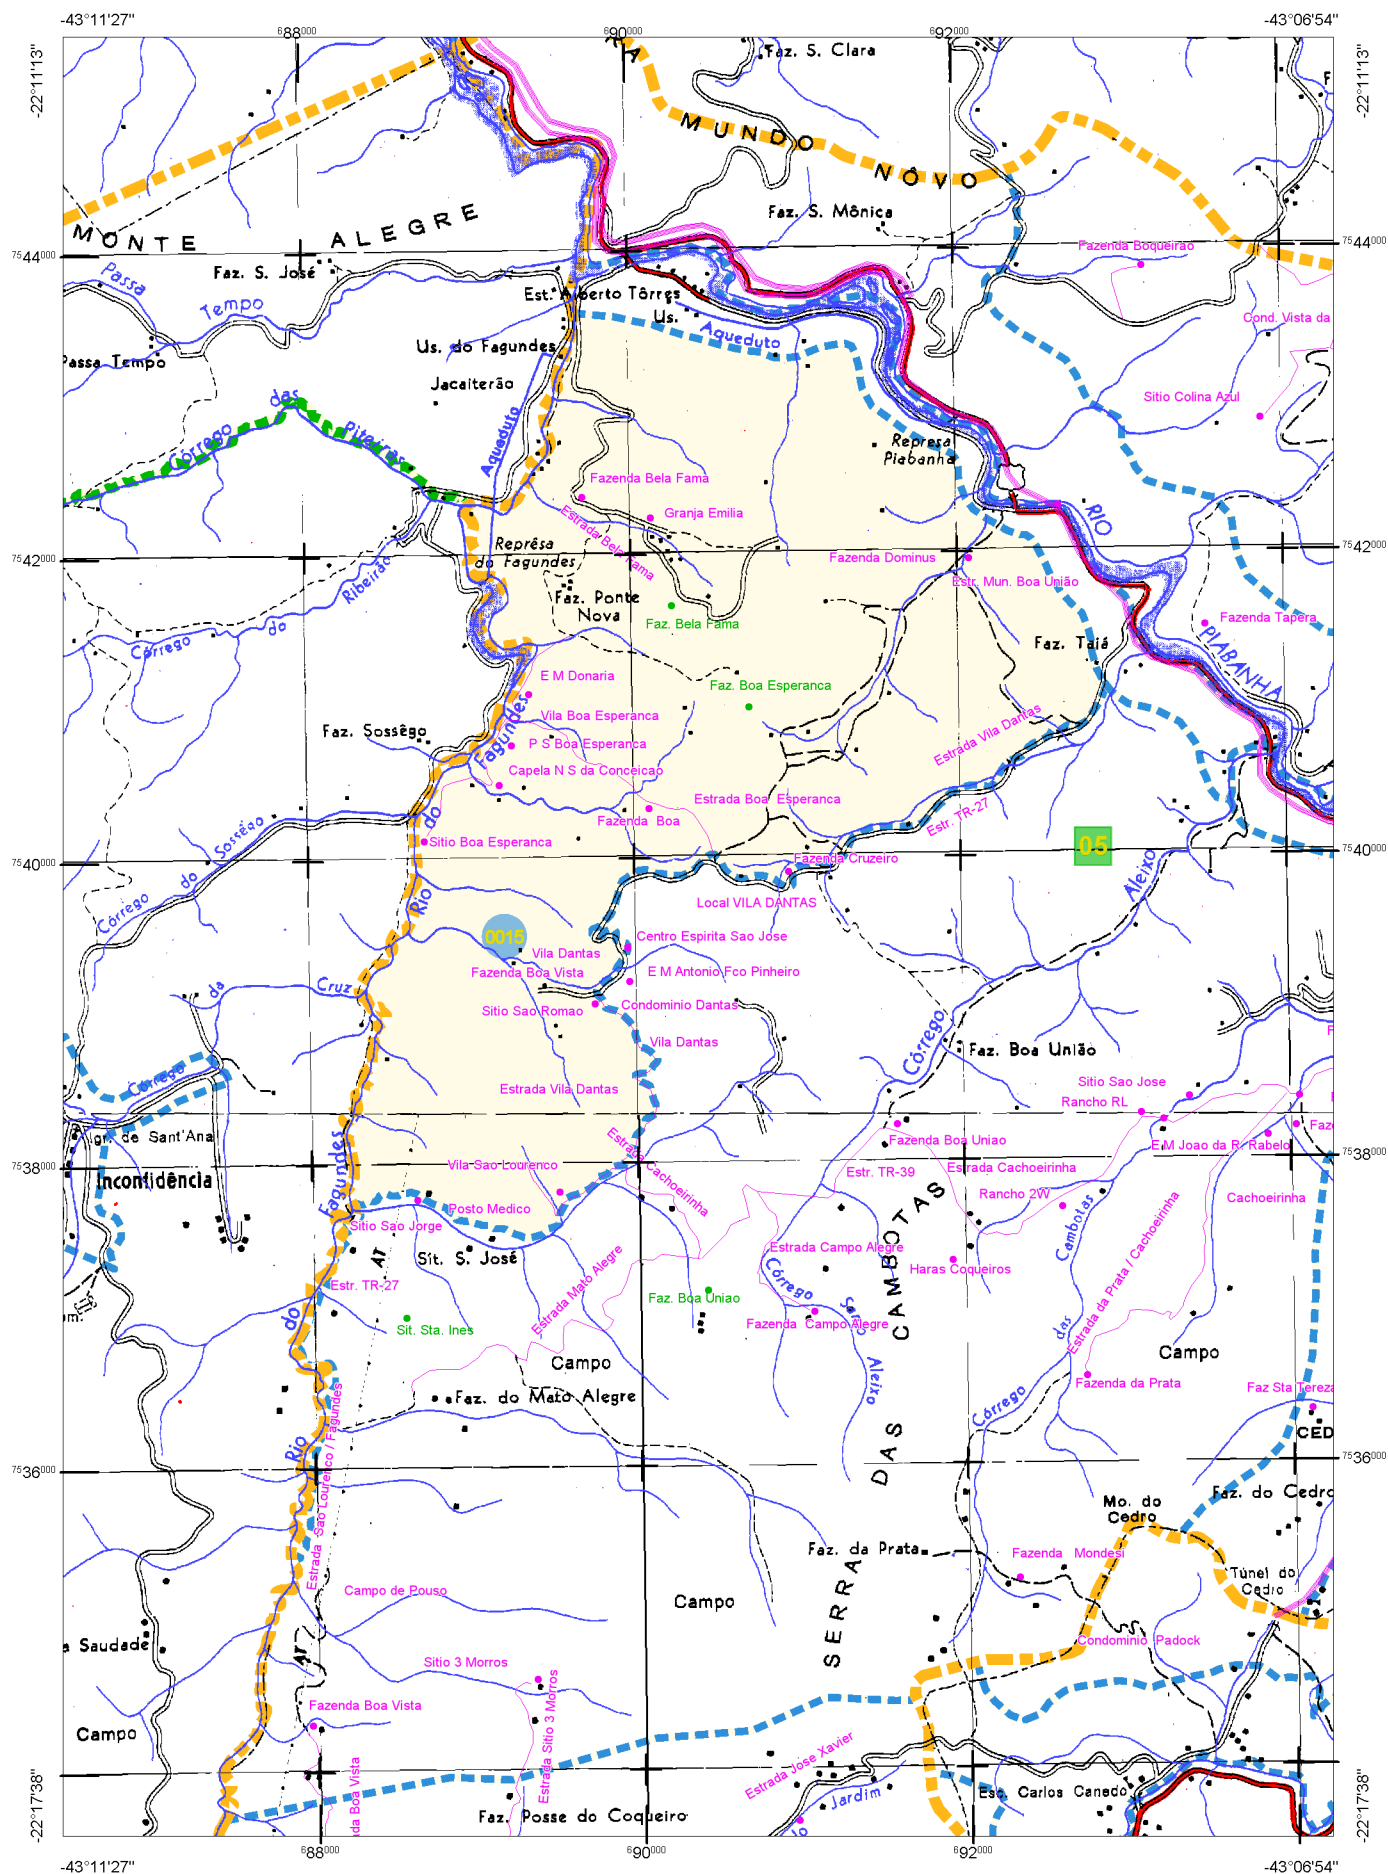 -43°11'27"
-43°06'54"
688000
690000
692000
-22°11'13"
-22°11'13"
Faz. S. Clara
MUNDO
NÔVO
Faz. S. Mônica
MONTE ALEGRE
Fazenda Boqueirao
7544000
7544000
Faz. S. José
Passa
Tempo
Est. Alberto Tôrres
Us.
Aqueduto
Cond. Vista da
Us. do Fagundes
Passa Tempo
Jacaiterão
Sitio Colina Azul
das
Córrego
Piteiras
Aqueduto
Represa
Piabanha
Fazenda Bela Fama
Granja Emilia
Estrada Bela Fama
RIO
Reprêsa
do Fagundes
Fazenda Dominus
7542000
7542000
Estr. Mun. Boa União
Ribeirão
do
Córrego
Faz. Ponte
Nova
Faz. Bela Fama
Fazenda Tapera
PIABANHA
Faz. Taiá
E M Donaria
Faz. Boa Esperanca
Vila Boa Esperanca
Faz. Sossêgo
P S Boa Esperanca
Fagundes
Estrada Vila Dantas
Capela N S da Conceicao
Estrada Boa Esperanca
Fazenda Boa
do
Estr. TR-27
Sossêgo
do
Córrego
Sitio Boa Esperanca
05
7540000
7540000
Fazenda Cruzeiro
Aleixo
Rio
Local VILA DANTAS
0015
Centro Espirita Sao Jose
Vila Dantas
Fazenda Boa Vista
E M Antonio Fco Pinheiro
da
Cruz
Sitio Sao Romao
Condominio Dantas
Vila Dantas
Córrego
Faz. Boa União
Córrego
Estrada Vila Dantas
Sitio Sao Jose
Rancho RL
gr. de Sant'Ana
Fazenda Boa Uniao
E.M Joao da R. Rabelo
Faze
Estrada Cachoeirinha
7538000
7538000
Inconfidência
Fagundes
Vila Sao Lourenco
Estr. TR-39
Estrada Cachoeirinha
Rancho 2W
Cachoeirinha
Posto Medico
Sitio Sao Jorge
Sit. S. José
AT
Estrada Campo Alegre
Haras Coqueiros
Cambotas
Estr. TR-27
Estrada Mato Alegre
Faz. Boa Uniao
Córrego
Fazenda Campo Alegre
Aleixo
Estrada da Prata / Cachoeirinha
das
do
Sit. Sta. Ines
Campo
Campo
Fazenda da Prata
Faz Sta Tereza
Faz. do Mato Alegre
Córrego
CED
Rio
Estrada Sao Lourenco / Fagundes
7536000
7536000
SERRA DAS CAMBOTAS
Faz. do Cedro
Mo. do
Cedro
Faz. da Prata
Fazenda Mondesi
Túnel do
Cedro
Campo de Pouso
Campo
a Saudade
AT
Condominio Padock
Sitio 3 Morros
Fazenda Boa Vista
Estrada Sitio 3 Morros
Campo
Estrada Jose Xavier
Esc. Carlos Canedo
Jardim
da Boa Vista
Faz. Posse do Coqueiro
-22°17'38"
-22°17'38"
688000
690000
692000
-43°11'27"
-43°06'54"